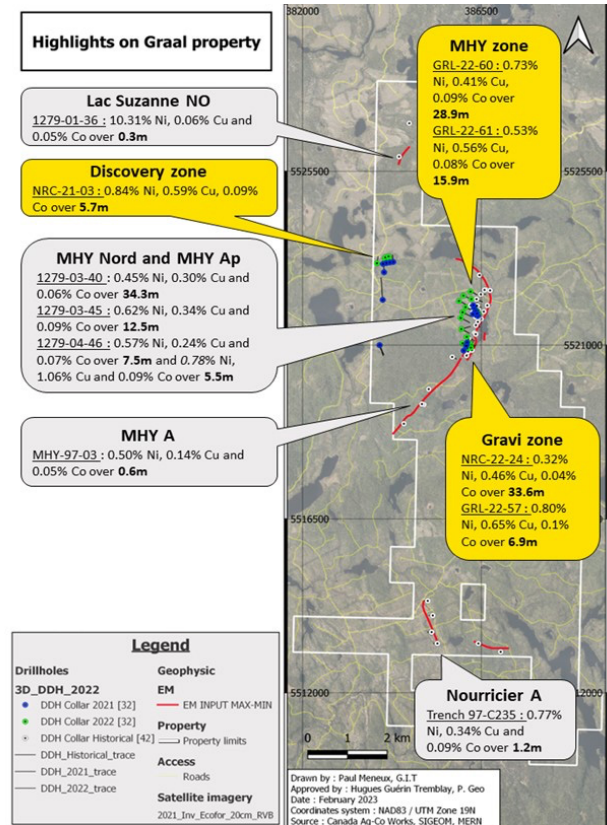 Highlights on Graal property
382000
386500
MHY zone
GRL-22-60 : 0.73%
Ni, 0.41% Cu,
0.09% Co over
28.9m
GRL-22-61 : 0.53%
Ni, 0.56% Cu,
0.08% Co over
15.9m
Lac Suzanne NO
1279-01-36 : 10.31% Ni, 0.06% Cu and
0.05% Co over 0.3m
5525500
Discovery zone
NRC-21-03 : 0.84% Ni, 0.59% Cu, 0.09%
Co over 5.7m
MHY Nord and MHY Ap
1279-03-40 : 0.45% Ni, 0.30% Cu and
0.06% Co over 34.3m
1279-03-45 : 0.62% Ni, 0.34% Cu and
0.09% Co over 12.5m
1279-04-46 : 0.57% Ni, 0.24% Cu and
0.07% Co over 7.5m and 0.78% Ni,
1.06% Cu and 0.09% Co over 5.5m
5521000
MHY A
MHY-97-03 : 0.50% Ni, 0.14% Cu and
0.05% Co over 0.6m
Gravi zone
NRC-22-24 : 0.32%
Ni, 0.46% Cu, 0.04%
Co over 33.6m
GRL-22-57 : 0.80%
Ni, 0.65% Cu, 0.1%
Co over 6.9m
5516500
5512000
Nourricier A
Trench 97-C235 : 0.77%
Ni, 0.34% Cu and
0.09% Co over 1.2m
0 1 2 km
Legend
Drillholes
3D_DDH_2022
DDH Collar 2021 [32]
DDH Collar 2022 [32]
DDH Collar Historical [42]
DDH_Historical_trace
DDH_2021_trace
DDH_2022_trace
Geophysic
EM
EM INPUT MAX-MIN
Property
Property limits
Access
Roads
Satellite imagery
2021_Inv_Ecofor_20cm_RVB
Drawn by : Paul Meneux, G.I.T
Approved by : Hugues Guérin Tremblay, P. Geo
Date : February 2023
Coordinates system : NAD83 / UTM Zone 19N
Source : Canada Ag-Co Works, SIGEOM, MERN